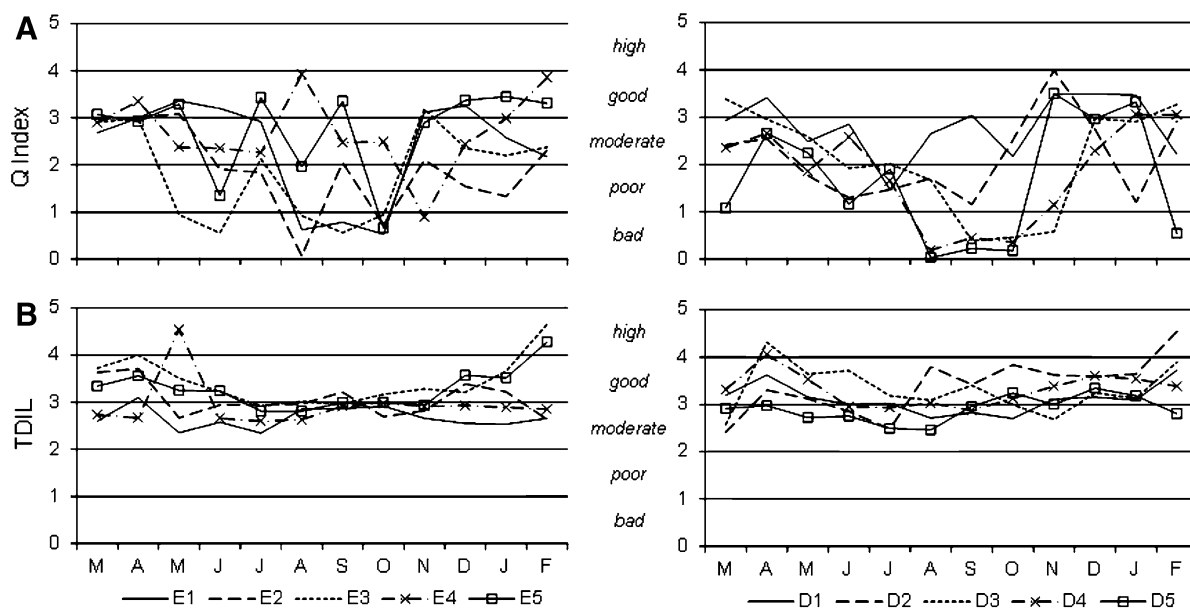 A
Q Index
5
4
3
2
1
0
high
good
moderate
poor
bad
5
4
3
2
1
0
B
TDIL
5
4
3
2
1
0
M A M J J A S O N D J F
E1 E2 E3 E4 E5
high
good
moderate
poor
bad
5
4
3
2
1
0
M A M J J A S O N D J F
D1 D2 D3 D4 D5